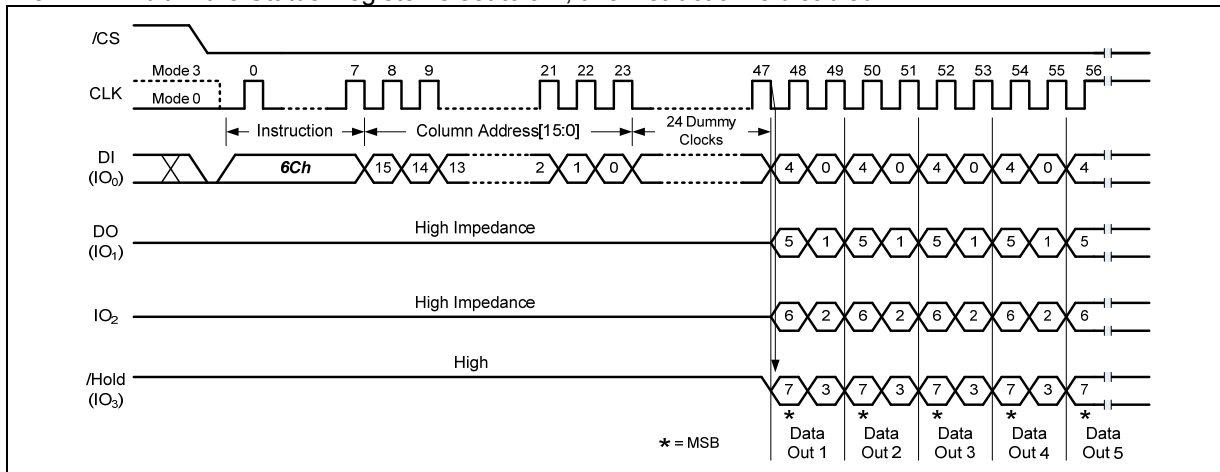 /CS
Mode 3 0 7 8 9 21 22 23 47 48 49 50 51 52 53 54 55 56
CLK
Mode 0
Instruction Column Address[15:0] 24 Dummy
Clocks
DI
(IO0)
6Ch 15 14 13 2 1 0 4 0 4 0 4 0 4 0 4
DO
(IO1)
High Impedance
5 1 5 1 5 1 5 1 5
IO2
High Impedance
6 2 6 2 6 2 6 2 6
/Hold
(IO3)
High
7 3 7 3 7 3 7 3 7
* * * * *
* = MSB
Data
Out 1
Data
Out 2
Data
Out 3
Data
Out 4
Data
Out 5